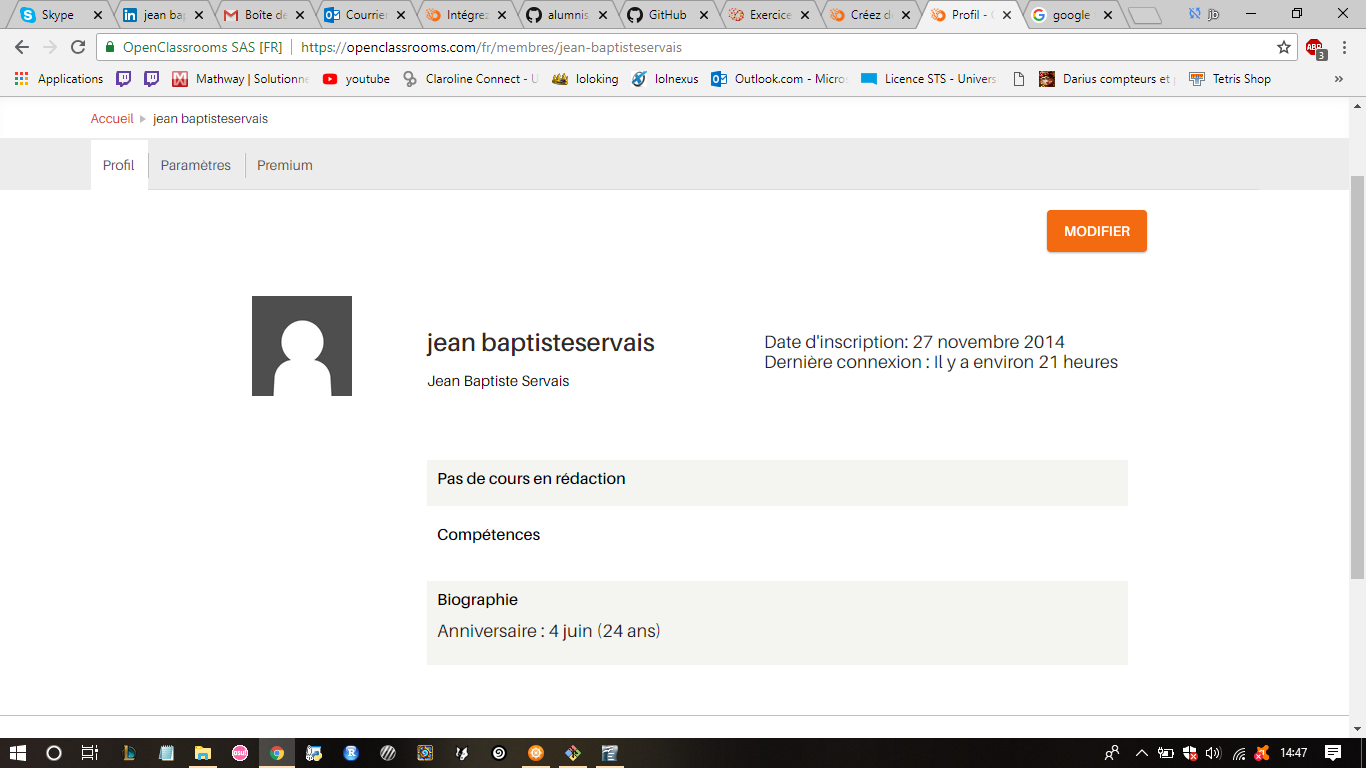 Skype
jean ba
Boîte de
Courrie
Intégre
alumnis
GitHub
Exercice
Créez d
Profil -
google
jb
OpenClassrooms SAS [FR] https://openclassrooms.com/fr/membres/jean-baptisteservais
ABP 3
Applications
Mathway | Solutionne
youtube
Claroline Connect - U
loloking
lolnexus
Outlook.com - Micro
Licence STS - Univers
Darius compteurs et
Tetris Shop
»
Accueil jean baptisteservais
Profil Paramètres Premium
MODIFIER
jean baptisteservais
Jean Baptiste Servais
Date d'inscription: 27 novembre 2014
Dernière connexion : Il y a environ 21 heures
Pas de cours en rédaction
Compétences
Biographie
Anniversaire : 4 juin (24 ans)
osu!
14:47